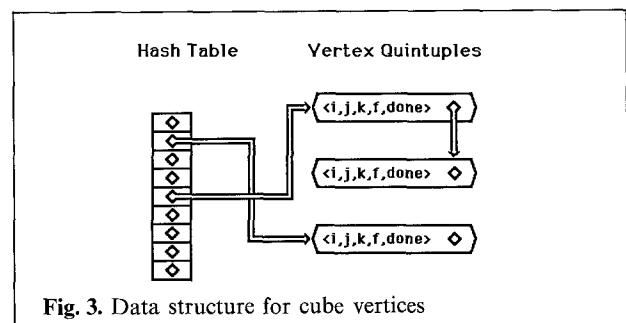 Hash Table
Vertex Quintuples
<i,j,k,f,done>
<i,j,k,f,done>
<i,j,k,f,done>
Fig. 3. Data structure for cube vertices